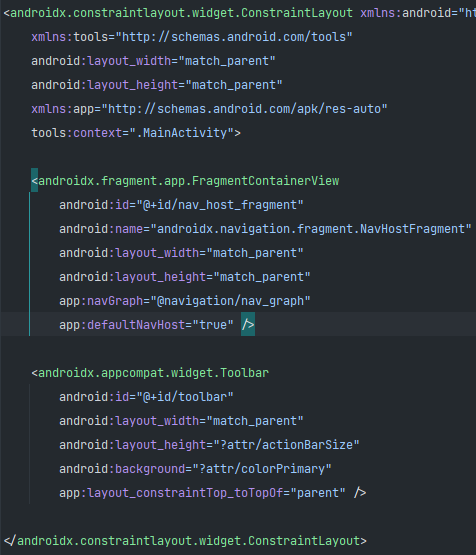 <androidx.constraintlayout.widget.ConstraintLayout xmlns:android="ht
xmlns:tools="http://schemas.android.com/tools"
android:layout_width="match_parent"
android:layout_height="match_parent"
xmlns:app="http://schemas.android.com/apk/res-auto"
tools:context=".MainActivity">
<androidx.fragment.app.FragmentContainerView
android:id="@+id/nav_host_fragment"
android:name="androidx.navigation.fragment.NavHostFragment"
android:layout_width="match_parent"
android:layout_height="match_parent"
app:navGraph="@navigation/nav_graph"
app:defaultNavHost="true" />
<androidx.appcompat.widget.Toolbar
android:id="@+id/toolbar"
android:layout_width="match_parent"
android:layout_height="?attr/actionBarSize"
android:background="?attr/colorPrimary"
app:layout_constraintTop_toTopOf="parent" />
</androidx.constraintlayout.widget.ConstraintLayout>